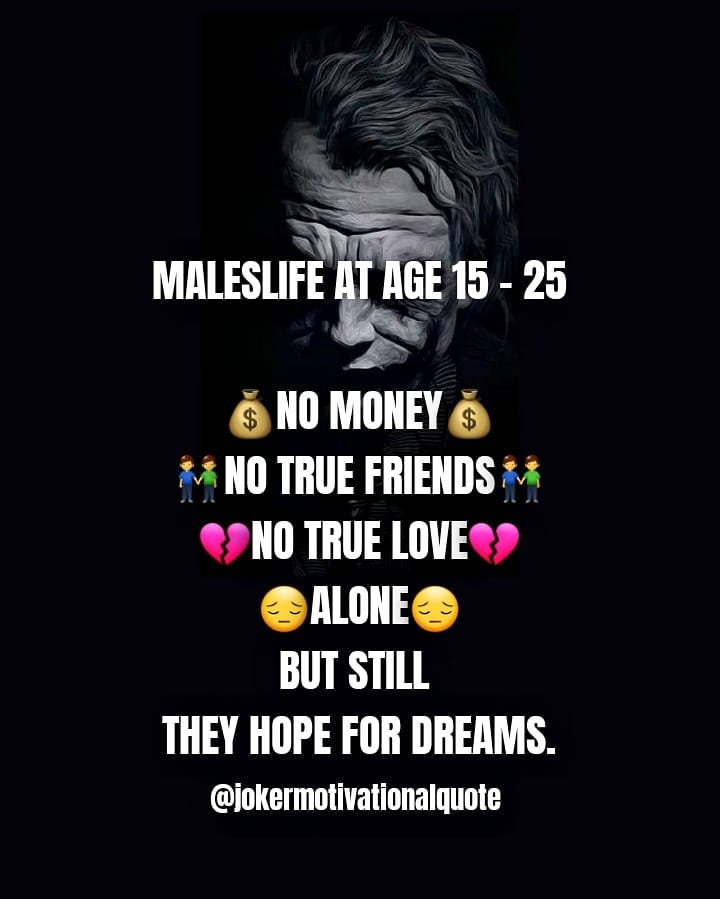 MALESLIFE AT AGE 15 - 25
💰NO MONEY💰
👬NO TRUE FRIENDS👬
💔NO TRUE LOVE💔
😔ALONE😔
BUT STILL
THEY HOPE FOR DREAMS.
@jokermotivationalquote